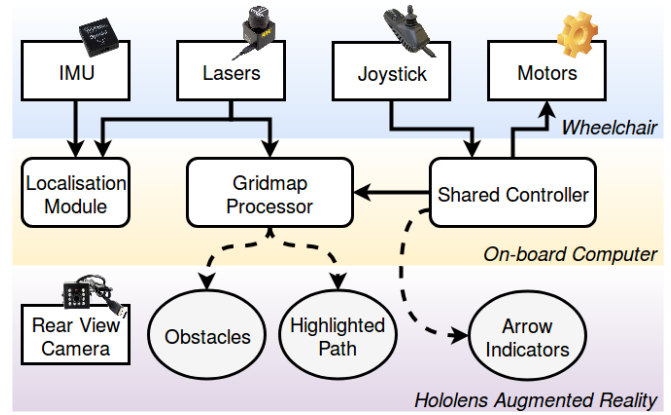 IMU
Lasers
Joystick
Motors
Wheelchair
Localisation
Module
Gridmap
Processor
Shared Controller
On-board Computer
Rear View
Camera
Obstacles
Highlighted
Path
Arrow
Indicators
Hololens Augmented Reality